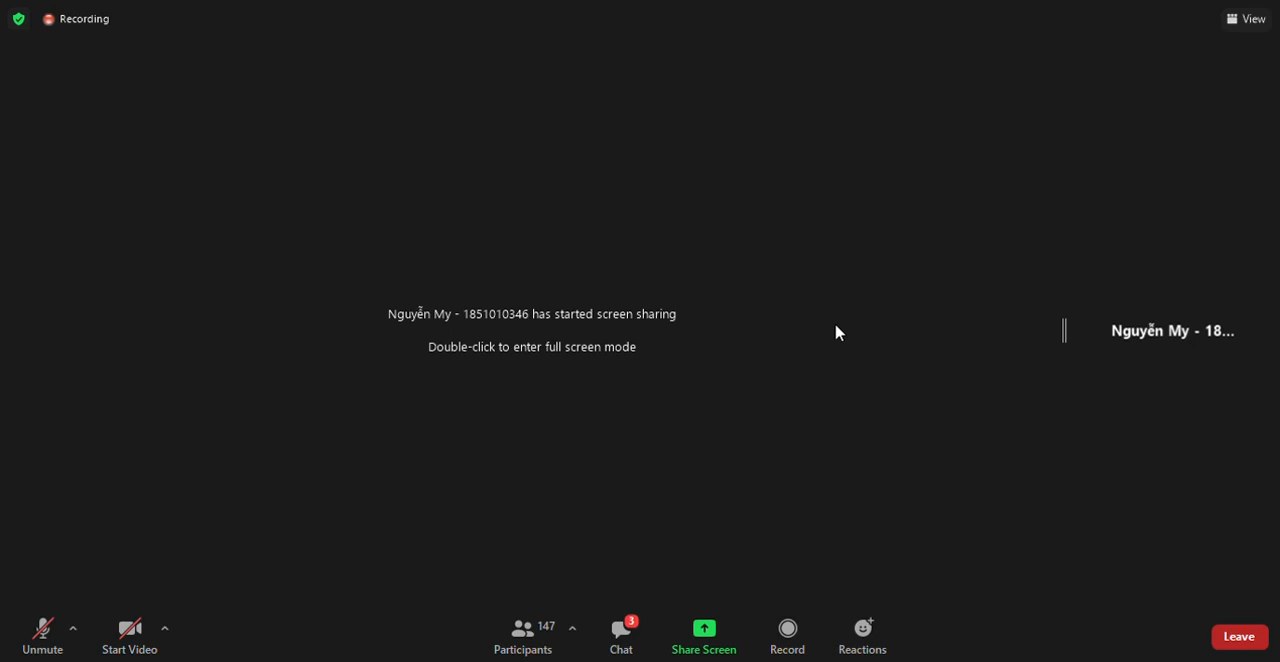 Recording
View
Nguyễn My - 1851010346 has started screen sharing
Double-click to enter full screen mode
Nguyễn My - 18...
147
3
Unmute
Start Video
Participants
Chat
Share Screen
Record
Reactions
Leave